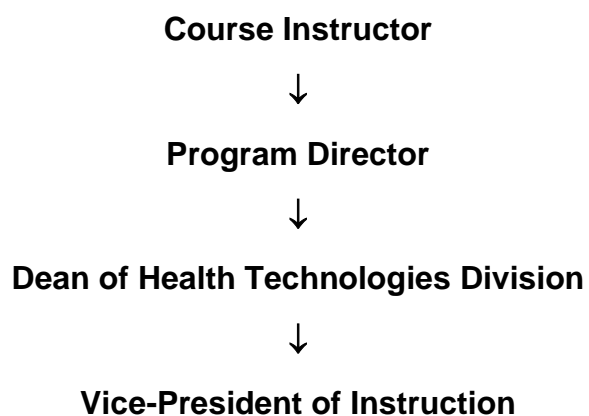 Course Instructor
↓
Program Director
↓
Dean of Health Technologies Division
↓
Vice-President of Instruction